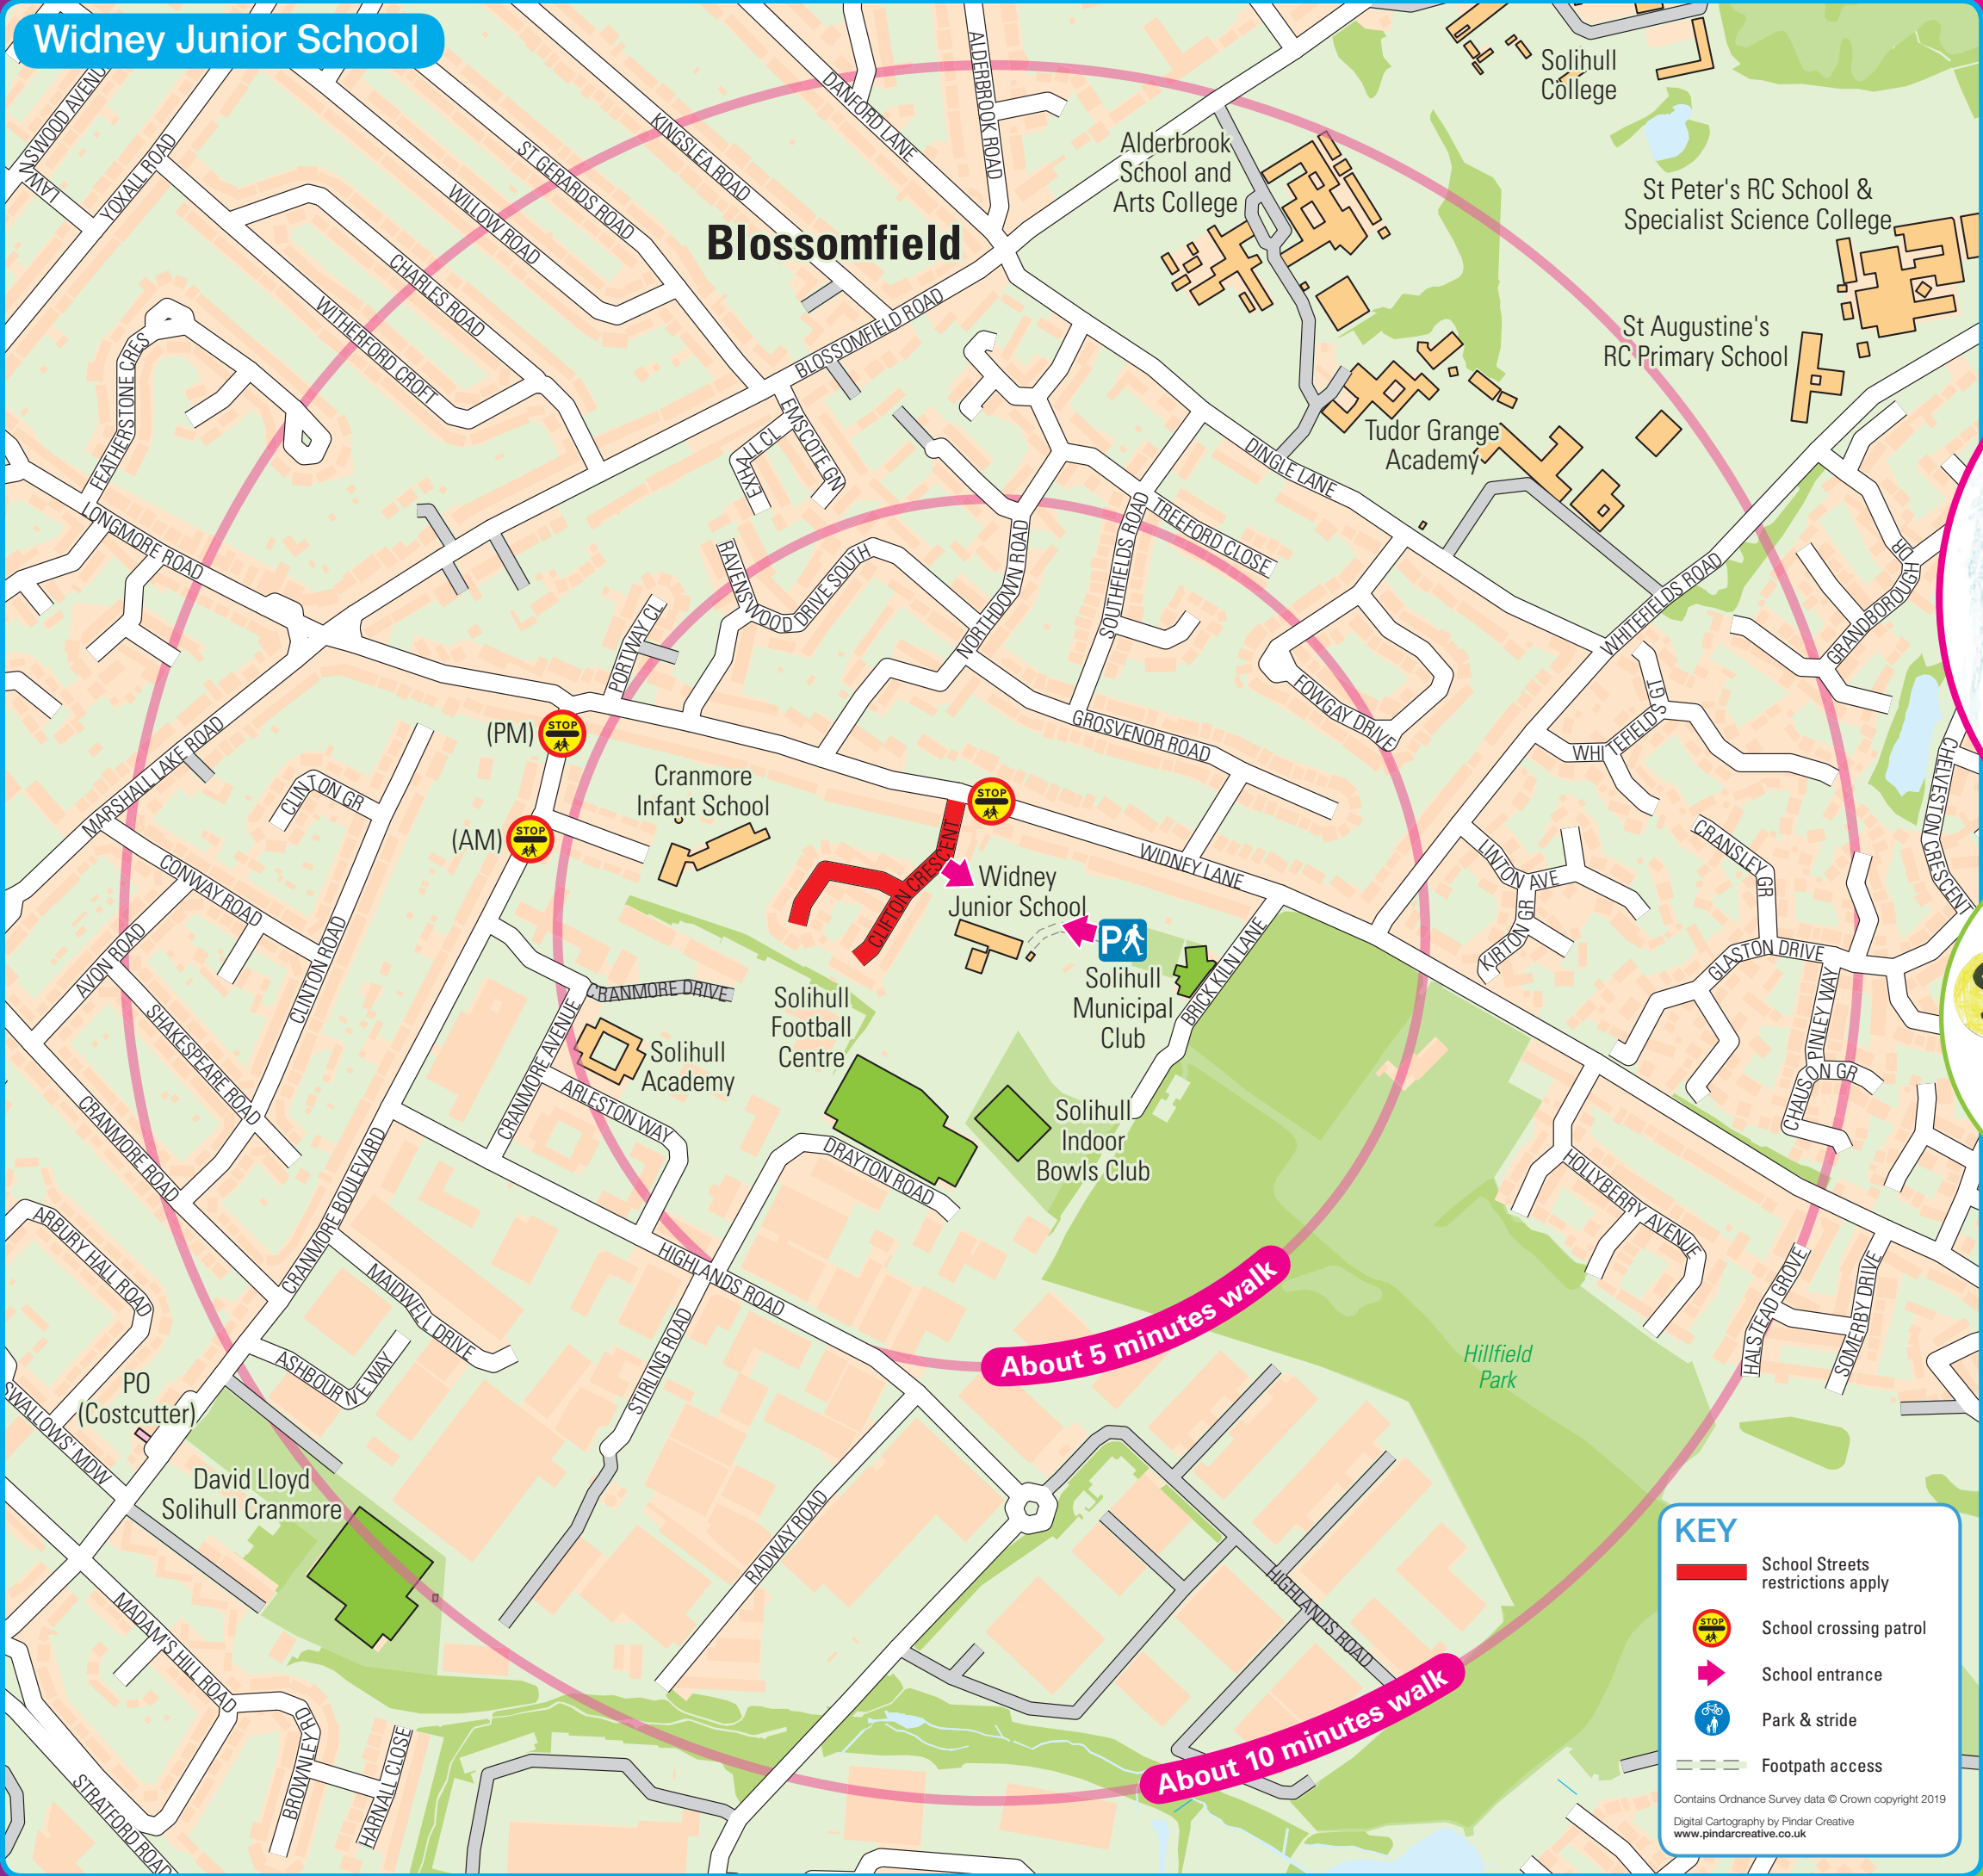 Widney Junior School
NSWOOD AVENU
LAWN
YOXALL ROAD
KINGSLEA ROAD
ST GERARDS ROAD
WILLOW ROAD
DANFORD LANE
ALDERBROOK ROAD
Solihull
College
Alderbrook
School and
Arts College
St Peter's RC School &
Specialist Science College
Blossomfield
CHARLES ROAD
WITHERFORD CROFT
FEATHERSTONE CRES
BLOSSOMFIELD ROAD
St Augustine's
RC Primary School
Tudor Grange
Academy
EMSCOTE GN
EXHALL CL
DINGLE LANE
LONGMORE ROAD
RAVENSWOOD DRIVE SOUTH
NORTHDOWN ROAD
SOUTHFIELDS ROAD
TREEFORD CLOSE
WHITEFIELDS ROAD
GRANDBOROUGH DR
PORTWAY CL
FOWGAY DRIVE
WHITEFIELDS GT
GROSVENOR ROAD
(PM)
STOP
MARSHALL LAKE ROAD
CLINTON GR
Cranmore
Infant School
STOP
(AM)
STOP
CHELVESTON CRESCENT
CONWAY ROAD
CLIFTON CRESCENT
WIDNEY LANE
LINTON AVE
CRANSLEY GR
KIRTON GR
Widney
Junior School
P
AVON ROAD
CLINTON ROAD
SHAKESPEARE ROAD
CRANMORE DRIVE
CRANMORE AVENUE
Solihull
Football
Centre
Solihull
Municipal
Club
BRICK KILN LANE
GLASTON DRIVE
PINLEY WAY
CHAUSON GR
Solihull
Academy
ARLESTON WAY
CRANMORE ROAD
CRANMORE BOULEVARD
DRAYTON ROAD
Solihull
Indoor
Bowls Club
HOLLYBERRY AVENUE
ARBURY HALL ROAD
MAIDWELL DRIVE
HIGHLANDS ROAD
STIRLING ROAD
About 5 minutes walk
HALSTEAD GROVE
SOMERBY DRIVE
Hillfield
Park
ASHBOURNE WAY
PO
(Costcutter)
SWALLOWS' MDW
David Lloyd
Solihull Cranmore
RADWAY ROAD
HIGHLANDS ROAD
MADAM'S HILL ROAD
BROWNLEY RD
HARNALL CLOSE
STRATFORD ROAD
About 10 minutes walk
KEY
School Streets
restrictions apply
STOP
School crossing patrol
School entrance
Park & stride
Footpath access
Contains Ordnance Survey data © Crown copyright 2019
Digital Cartography by Pindar Creative
www.pindarcreative.co.uk